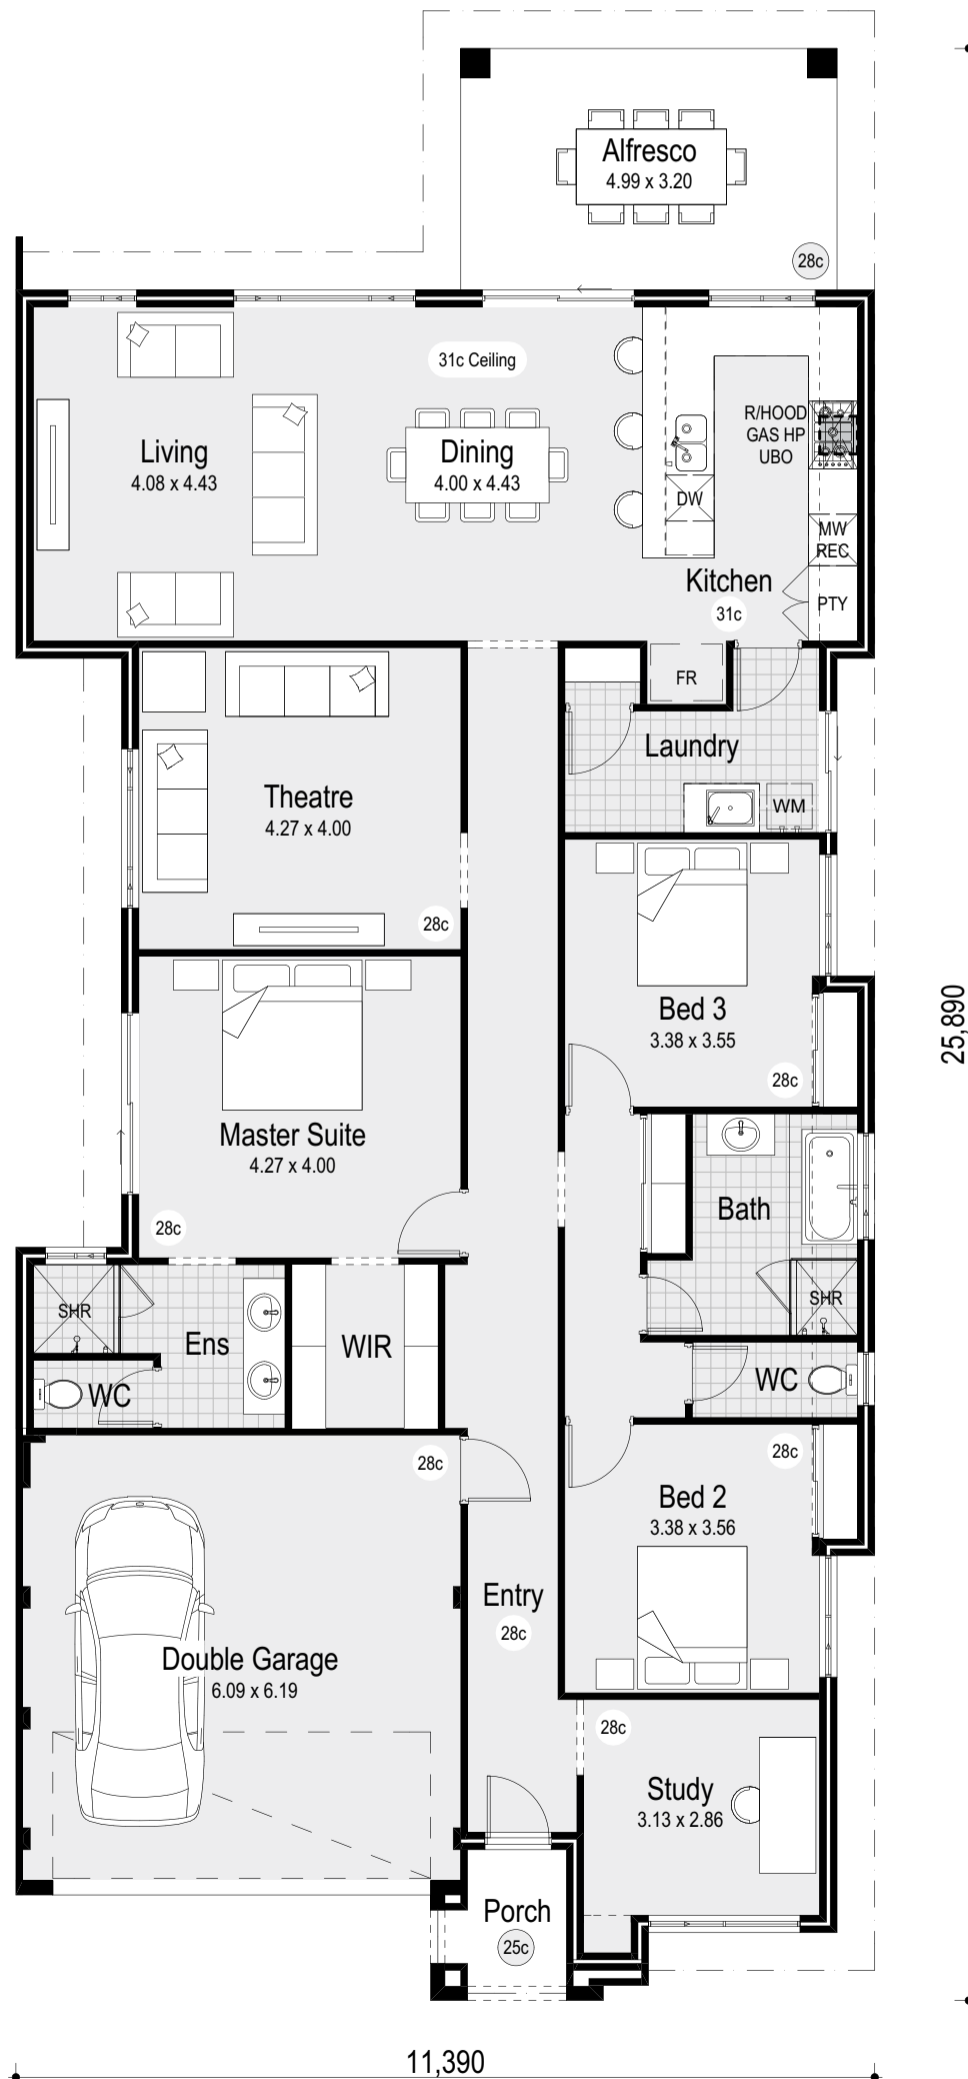 Alfresco
4.99 x 3.20
28c
31c Ceiling
R/HOOD
GAS HP
UBO
Living
4.08 x 4.43
Dining
4.00 x 4.43
DW
MW
REC
Kitchen
31c
PTY
FR
Laundry
WM
Theatre
4.27 x 4.00
28c
Bed 3
3.38 x 3.55
28c
25,890
Master Suite
4.27 x 4.00
28c
Bath
SHR
SHR
Ens
WIR
WC
WC
28c
28c
Bed 2
3.38 x 3.56
Entry
28c
Double Garage
6.09 x 6.19
28c
Study
3.13 x 2.86
Porch
25c
11,390